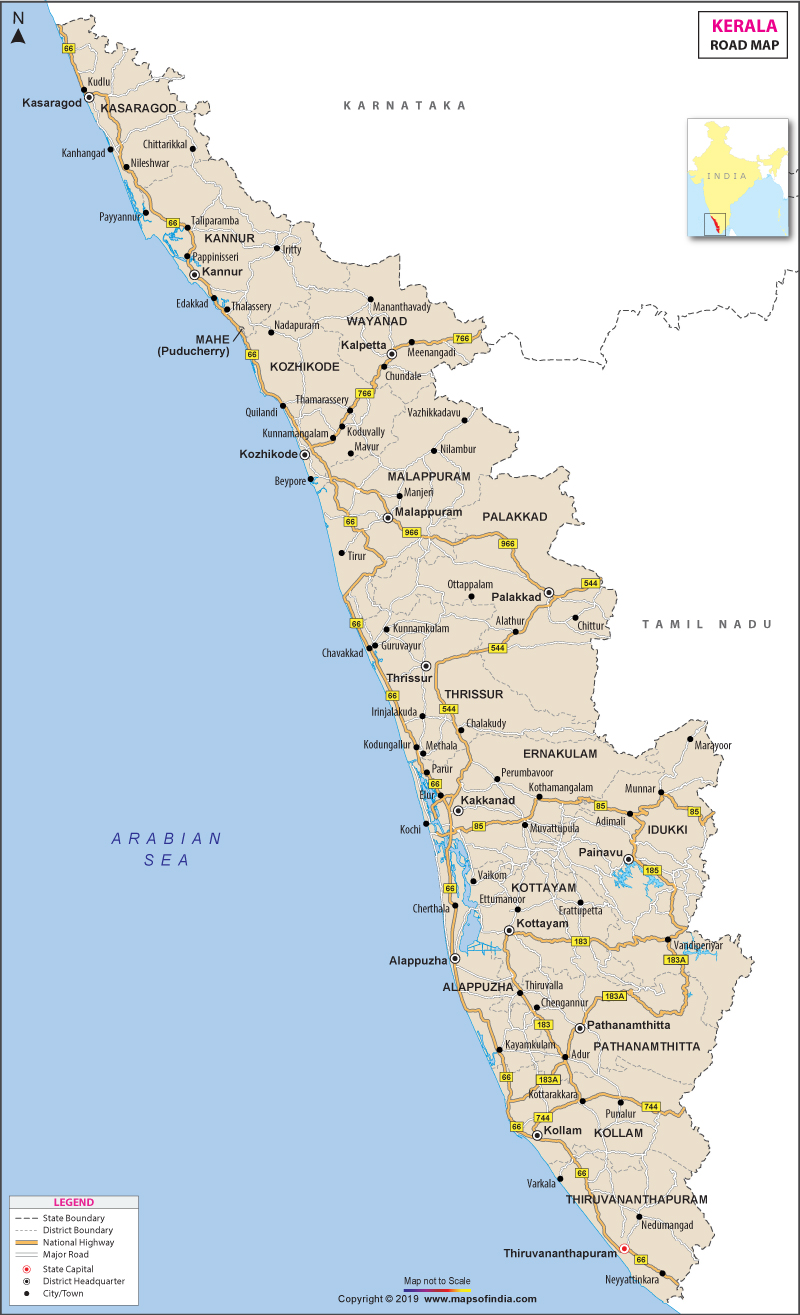 N
KERALA
ROAD MAP
KARNATAKA
INDIA
66
Kudlu
Kasaragod
KASARAGOD
Chittarikkal
Kanhangad
Nileshwar
Payyannur
66
Taliparamba
KANNUR
Iritty
Pappinisseri
Kannur
Edakkad
Thalassery
Mananthavady
WAYANAD
Nadapuram
MAHE
(Puducherry)
66
Kalpetta
766
Meenangadi
KOZHIKODE
Chundale
766
Thamarassery
Quilandi
Vazhikkadavu
Kunnamangalam
Koduvally
Mavur
Nilambur
Kozhikode
MALAPPURAM
Beypore
Manjeri
Malappuram
PALAKKAD
66
966
966
Tirur
Ottappalam
544
Palakkad
66
Kunnamkulam
Alathur
Chittur
TAMIL NADU
Chavakkad
Guruvayur
544
Thrissur
66
THRISSUR
544
Irinjalakuda
Chalakudy
Kodungallur
Methala
ERNAKULAM
Marayoor
Parur
Perumbavoor
66
Kothamangalam
Munnar
Elur
Kakkanad
85
85
Adimali
Kochi
85
Muvattupula
IDUKKI
ARABIAN
SEA
Painavu
185
Vaikom
66
KOTTAYAM
Ettumanoor
Cherthala
Erattupetta
Kottayam
183
Vandiperiyar
Alappuzha
183A
ALAPPUZHA
Thiruvalla
183A
Chengannur
183
Pathanamthitta
Kayamkulam
PATHANAMTHITTA
Adur
66
183A
Kottarakkara
744
Punalur
744
66
Kollam
KOLLAM
66
Varkala
THIRUVANANTHAPURAM
Nedumangad
Thiruvananthapuram
66
Neyyattinkara
LEGEND
State Boundary
District Boundary
National Highway
Major Road
State Capital
District Headquarter
City/Town
Map not to Scale
Copyright © 2019 www.mapsofindia.com